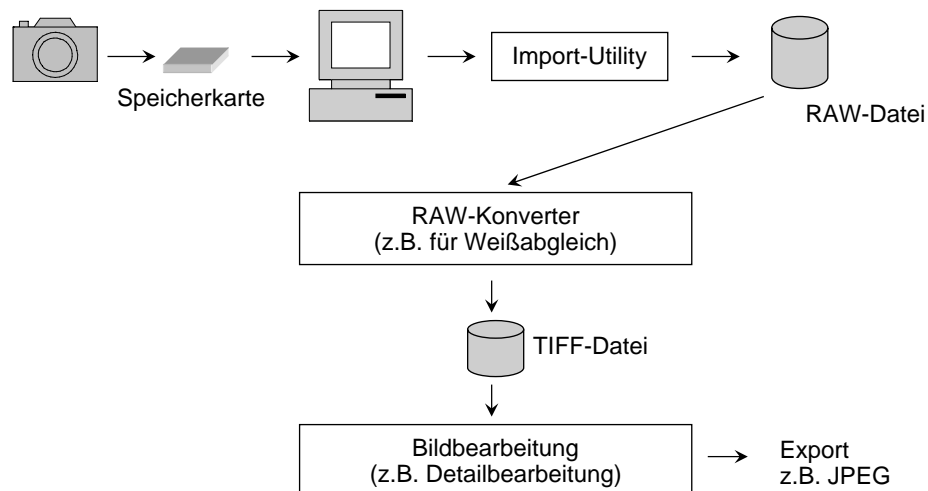 Speicherkarte
Import-Utility
RAW-Datei
RAW-Konverter
(z.B. für Weißabgleich)
TIFF-Datei
Bildbearbeitung
(z.B. Detailbearbeitung)
Export
z.B. JPEG